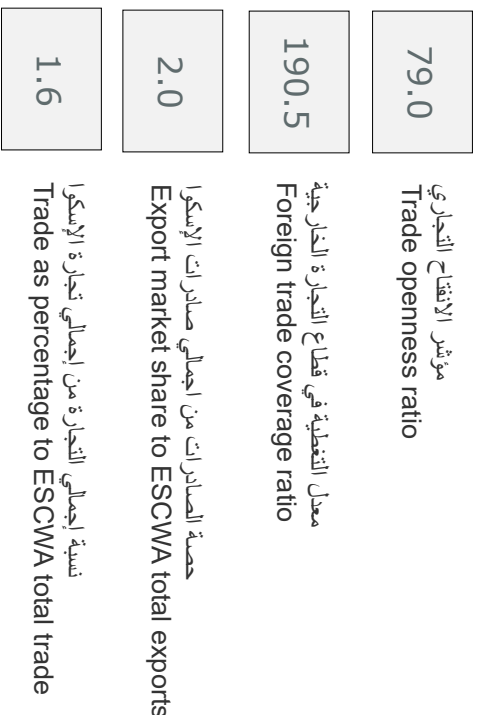 79.0
مؤشر الانفتاح التجاري
Trade openness ratio
190.5
معدل التغطية في قطاع التجارة الخارجية
Foreign trade coverage ratio
2.0
حصة الصادرات من اجمالي صادرات الإسكوا
Export market share to ESCWA total exports
1.6
نسبة إجمالي التجارة من إجمالي تجارة الإسكوا
Trade as percentage to ESCWA total trade